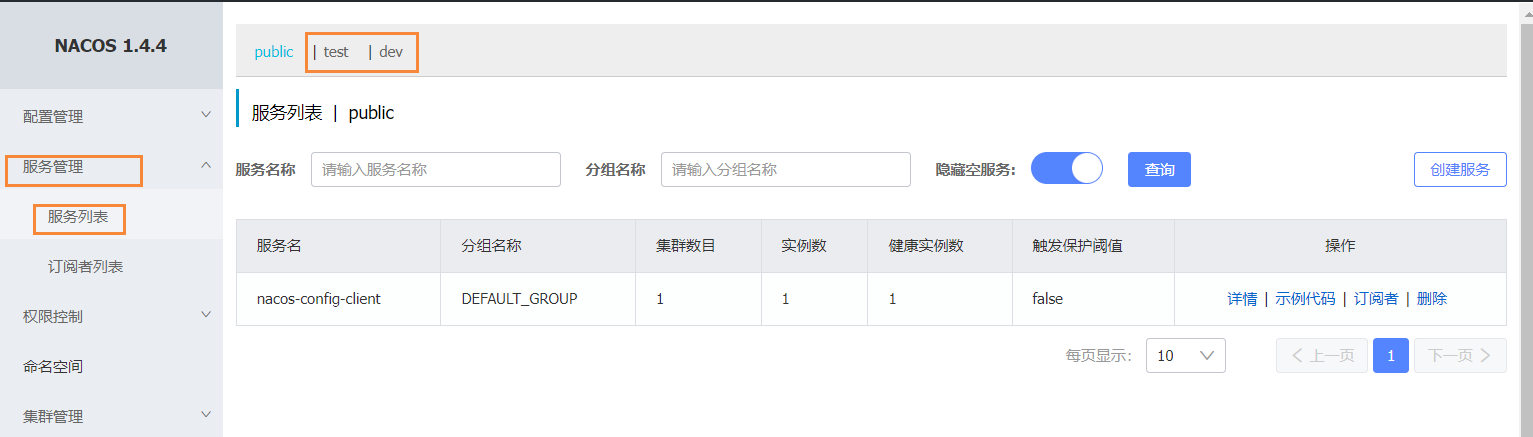 NACOS 1.4.4
配置管理
服务管理
服务列表
订阅者列表
权限控制
命名空间
集群管理
public | test | dev
服务列表 | public
服务名称 请输入服务名称 分组名称 请输入分组名称 隐藏空服务: 查询 创建服务
服务名 分组名称 集群数目 实例数 健康实例数 触发保护阈值 操作
nacos-config-client DEFAULT_GROUP 1 1 1 false 详情 | 示例代码 | 订阅者 | 删除
每页显示: 10 上一页 1 下一页